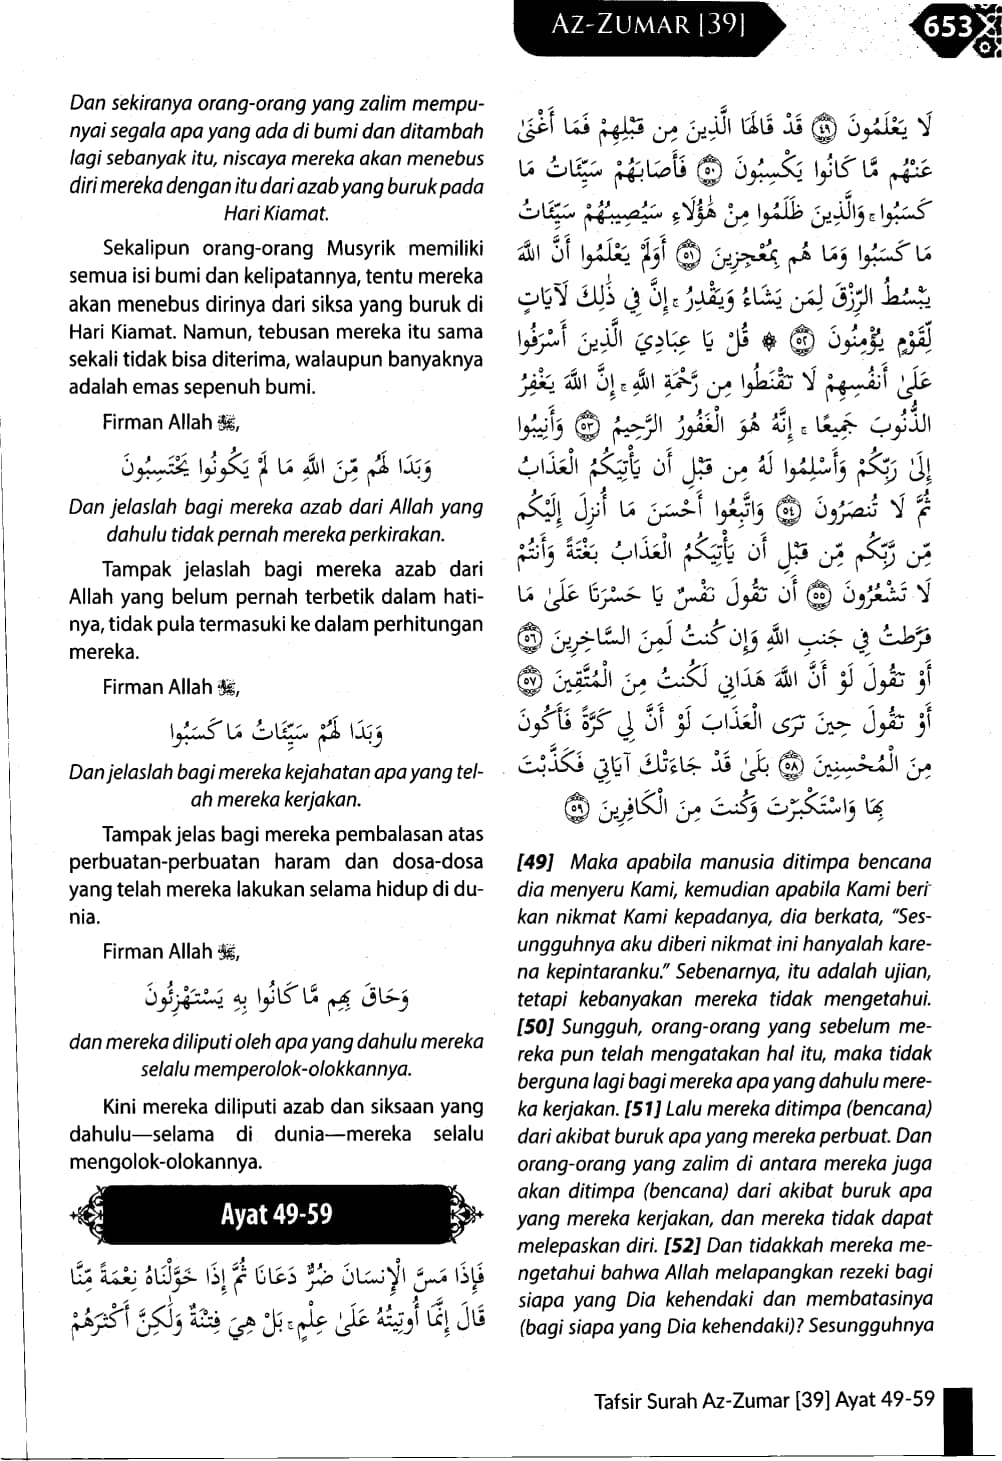 AZ-ZUMAR [39]
653
Dan sekiranya orang-orang yang zalim mempu-
nyai segala apa yang ada di bumi dan ditambah
lagi sebanyak itu, niscaya mereka akan menebus
diri mereka dengan itu dari azab yang buruk pada
Hari Kiamat.
Sekalipun orang-orang Musyrik memiliki
semua isi bumi dan kelipatannya, tentu mereka
akan menebus dirinya dari siksa yang buruk di
Hari Kiamat. Namun, tebusan mereka itu sama
sekali tidak bisa diterima, walaupun banyaknya
adalah emas sepenuh bumi.
Firman Allah ﷻ,
وَبَدَا لَهُم مِّنَ اللَّهِ مَا لَمْ يَكُونُوا يَحْتَسِبُونَ
Dan jelaslah bagi mereka azab dari Allah yang
dahulu tidak pernah mereka perkirakan.
Tampak jelaslah bagi mereka azab dari
Allah yang belum pernah terbetik dalam hati-
nya, tidak pula termasuki ke dalam perhitungan
mereka.
Firman Allah ﷻ,
وَبَدَا لَهُمْ سَيِّئَاتُ مَا كَسَبُوا
Dan jelaslah bagi mereka kejahatan apa yang tel-
ah mereka kerjakan.
Tampak jelas bagi mereka pembalasan atas
perbuatan-perbuatan haram dan dosa-dosa
yang telah mereka lakukan selama hidup di du-
nia.
Firman Allah ﷻ,
وَحَاقَ بِهِم مَّا كَانُوا بِهِ يَسْتَهْزِئُونَ
dan mereka diliputi oleh apa yang dahulu mereka
selalu memperolok-olokkannya.
Kini mereka diliputi azab dan siksaan yang
dahulu—selama di dunia—mereka selalu
mengolok-olokannya.
Ayat 49-59
فَإِذَا مَسَّ الْإِنسَانَ ضُرٌّ دَعَانَا ثُمَّ إِذَا خَوَّلْنَاهُ نِعْمَةً مِّنَّا
قَالَ إِنَّمَا أُوتِيتُهُ عَلَىٰ عِلْمٍ ۚ بَلْ هِيَ فِتْنَةٌ وَلَٰكِنَّ أَكْثَرَهُمْ
لَا يَعْلَمُونَ ﴿٤٩﴾ قَدْ قَالَهَا الَّذِينَ مِن قَبْلِهِمْ فَمَا أَغْنَىٰ
عَنْهُم مَّا كَانُوا يَكْسِبُونَ ﴿٥٠﴾ فَأَصَابَهُمْ سَيِّئَاتُ مَا
كَسَبُوا ۚ وَالَّذِينَ ظَلَمُوا مِنْ هَٰؤُلَاءِ سَيُصِيبُهُمْ سَيِّئَاتُ
مَا كَسَبُوا وَمَا هُم بِمُعْجِزِينَ ﴿٥١﴾ أَوَلَمْ يَعْلَمُوا أَنَّ اللَّهَ
يَبْسُطُ الرِّزْقَ لِمَن يَشَاءُ وَيَقْدِرُ ۚ إِنَّ فِي ذَٰلِكَ لَآيَاتٍ
لِّقَوْمٍ يُؤْمِنُونَ ﴿٥٢﴾ ۞ قُلْ يَا عِبَادِيَ الَّذِينَ أَسْرَفُوا
عَلَىٰ أَنفُسِهِمْ لَا تَقْنَطُوا مِن رَّحْمَةِ اللَّهِ ۚ إِنَّ اللَّهَ يَغْفِرُ
الذُّنُوبَ جَمِيعًا ۚ إِنَّهُ هُوَ الْغَفُورُ الرَّحِيمُ ﴿٥٣﴾ وَأَنِيبُوا
إِلَىٰ رَبِّكُمْ وَأَسْلِمُوا لَهُ مِن قَبْلِ أَن يَأْتِيَكُمُ الْعَذَابُ
ثُمَّ لَا تُنصَرُونَ ﴿٥٤﴾ وَاتَّبِعُوا أَحْسَنَ مَا أُنزِلَ إِلَيْكُم
مِّن رَّبِّكُم مِّن قَبْلِ أَن يَأْتِيَكُمُ الْعَذَابُ بَغْتَةً وَأَنتُمْ
لَا تَشْعُرُونَ ﴿٥٥﴾ أَن تَقُولَ نَفْسٌ يَا حَسْرَتَا عَلَىٰ مَا
فَرَّطتُ فِي جَنبِ اللَّهِ وَإِن كُنتُ لَمِنَ السَّاخِرِينَ ﴿٥٦﴾
أَوْ تَقُولَ لَوْ أَنَّ اللَّهَ هَدَانِي لَكُنتُ مِنَ الْمُتَّقِينَ ﴿٥٧﴾
أَوْ تَقُولَ حِينَ تَرَى الْعَذَابَ لَوْ أَنَّ لِي كَرَّةً فَأَكُونَ
مِنَ الْمُحْسِنِينَ ﴿٥٨﴾ بَلَىٰ قَدْ جَاءَتْكَ آيَاتِي فَكَذَّبْتَ
بِهَا وَاسْتَكْبَرْتَ وَكُنتَ مِنَ الْكَافِرِينَ ﴿٥٩﴾
[49] Maka apabila manusia ditimpa bencana
dia menyeru Kami, kemudian apabila Kami beri-
kan nikmat Kami kepadanya, dia berkata, "Ses-
ungguhnya aku diberi nikmat ini hanyalah kare-
na kepintaranku." Sebenarnya, itu adalah ujian,
tetapi kebanyakan mereka tidak mengetahui.
[50] Sungguh, orang-orang yang sebelum me-
reka pun telah mengatakan hal itu, maka tidak
berguna lagi bagi mereka apa yang dahulu mere-
ka kerjakan. [51] Lalu mereka ditimpa (bencana)
dari akibat buruk apa yang mereka perbuat. Dan
orang-orang yang zalim di antara mereka juga
akan ditimpa (bencana) dari akibat buruk apa
yang mereka kerjakan, dan mereka tidak dapat
melepaskan diri. [52] Dan tidakkah mereka me-
ngetahui bahwa Allah melapangkan rezeki bagi
siapa yang Dia kehendaki dan membatasinya
(bagi siapa yang Dia kehendaki)? Sesungguhnya
Tafsir Surah Az-Zumar [39] Ayat 49-59